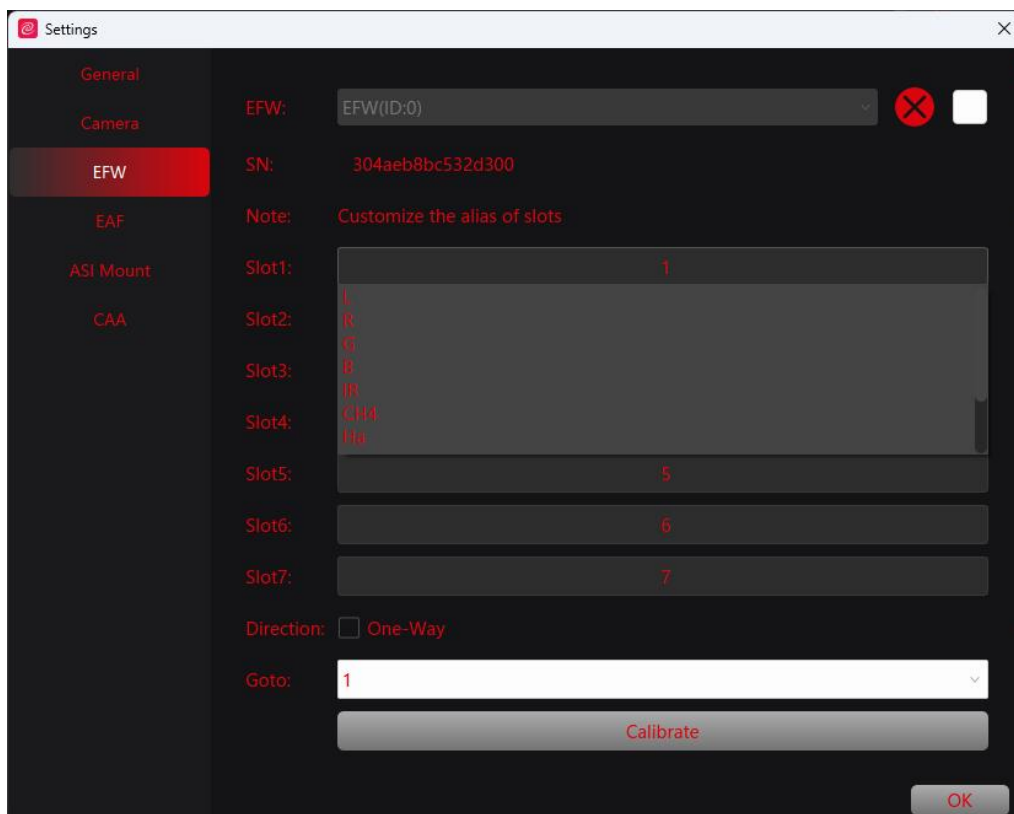 Settings
General
Camera
EFW
EAF
ASI Mount
CAA
EFW: EFW(ID:0)
SN: 304aeb8bc532d300
Note: Customize the alias of slots
Slot1: 1
L
Slot2: R
G
Slot3: B
IR
Slot4: CH4
Ha
Slot5: 5
Slot6: 6
Slot7: 7
Direction: One-Way
Goto: 1
Calibrate
OK